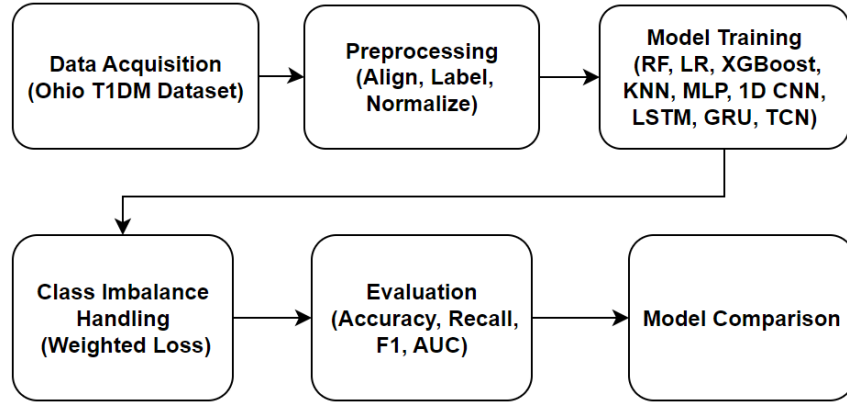 Data Acquisition
(Ohio T1DM Dataset)
Preprocessing
(Align, Label,
Normalize)
Model Training
(RF, LR, XGBoost,
KNN, MLP, 1D CNN,
LSTM, GRU, TCN)
Class Imbalance
Handling
(Weighted Loss)
Evaluation
(Accuracy, Recall,
F1, AUC)
Model Comparison